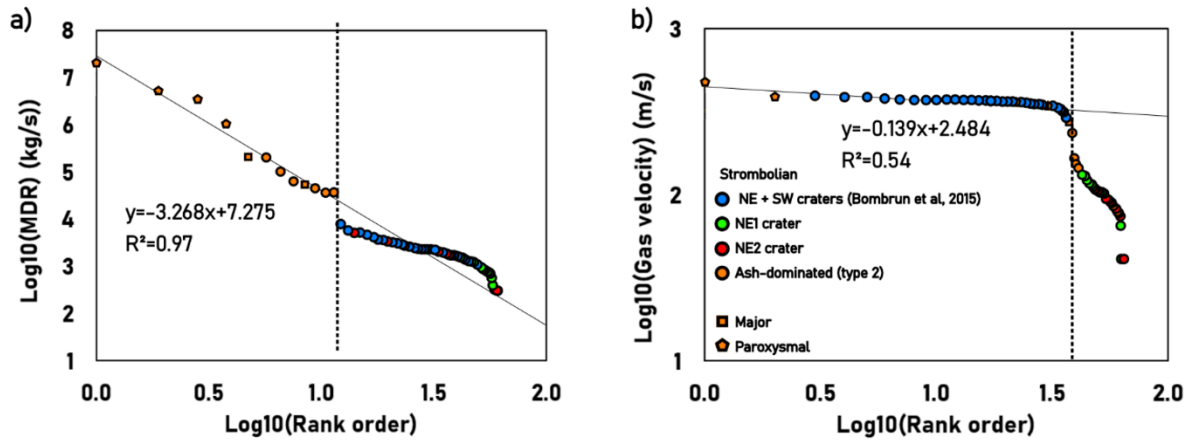 a)
8
7
6
5
4
3
2
1
Log10(MDR) (kg/s))
y=-3.268x+7.275
R²=0.97
0.0 0.5 1.0 1.5 2.0
Log10(Rank order)
b)
3
2
1
Log10(Gas velocity) (m/s)
y=-0.139x+2.484
R²=0.54
Strombolian
NE + SW craters (Bombrun et al, 2015)
NE1 crater
NE2 crater
Ash-dominated (type 2)
Major
Paroxysmal
0.0 0.5 1.0 1.5 2.0
Log10(Rank order)